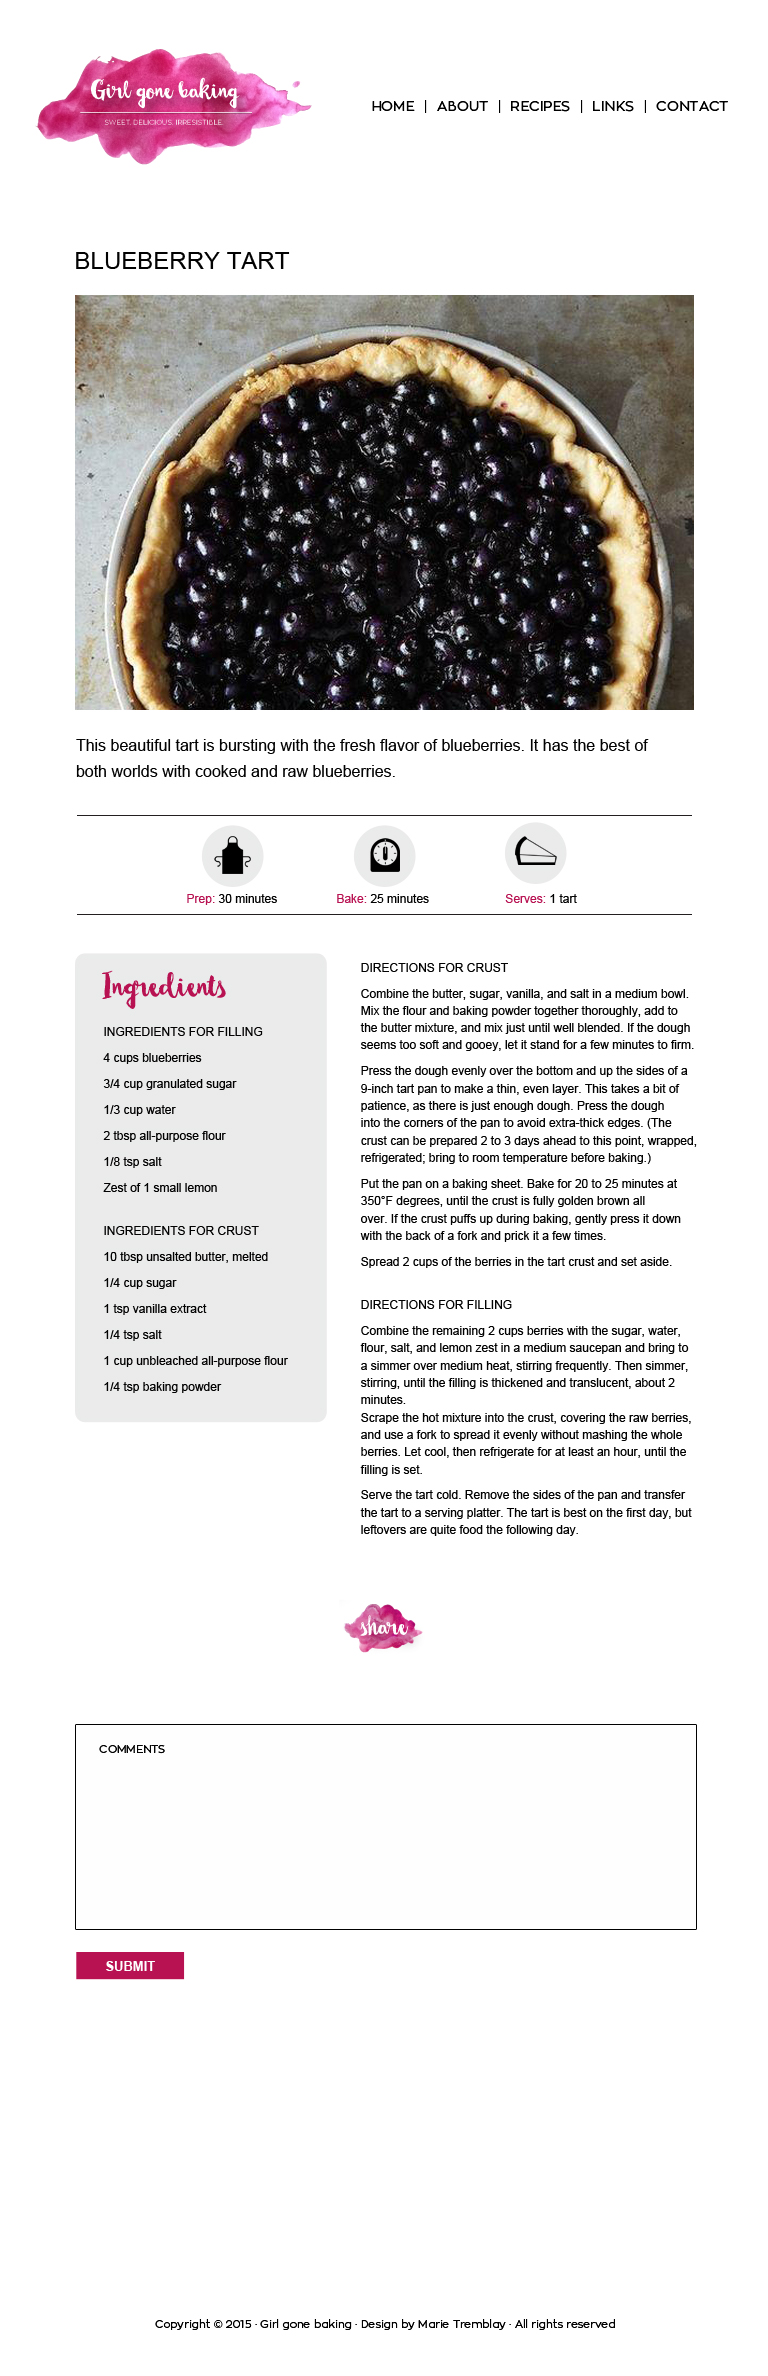 Girl gone baking
SWEET. DELICIOUS. IRRESISTIBLE.
HOME | ABOUT | RECIPES | LINKS | CONTACT
BLUEBERRY TART
This beautiful tart is bursting with the fresh flavor of blueberries. It has the best of
both worlds with cooked and raw blueberries.
Prep: 30 minutes
Bake: 25 minutes
Serves: 1 tart
Ingredients
INGREDIENTS FOR FILLING
4 cups blueberries
3/4 cup granulated sugar
1/3 cup water
2 tbsp all-purpose flour
1/8 tsp salt
Zest of 1 small lemon
INGREDIENTS FOR CRUST
10 tbsp unsalted butter, melted
1/4 cup sugar
1 tsp vanilla extract
1/4 tsp salt
1 cup unbleached all-purpose flour
1/4 tsp baking powder
DIRECTIONS FOR CRUST
Combine the butter, sugar, vanilla, and salt in a medium bowl.
Mix the flour and baking powder together thoroughly, add to
the butter mixture, and mix just until well blended. If the dough
seems too soft and gooey, let it stand for a few minutes to firm.
Press the dough evenly over the bottom and up the sides of a
9-inch tart pan to make a thin, even layer. This takes a bit of
patience, as there is just enough dough. Press the dough
into the corners of the pan to avoid extra-thick edges. (The
crust can be prepared 2 to 3 days ahead to this point, wrapped,
refrigerated; bring to room temperature before baking.)
Put the pan on a baking sheet. Bake for 20 to 25 minutes at
350°F degrees, until the crust is fully golden brown all
over. If the crust puffs up during baking, gently press it down
with the back of a fork and prick it a few times.
Spread 2 cups of the berries in the tart crust and set aside.
DIRECTIONS FOR FILLING
Combine the remaining 2 cups berries with the sugar, water,
flour, salt, and lemon zest in a medium saucepan and bring to
a simmer over medium heat, stirring frequently. Then simmer,
stirring, until the filling is thickened and translucent, about 2
minutes.
Scrape the hot mixture into the crust, covering the raw berries,
and use a fork to spread it evenly without mashing the whole
berries. Let cool, then refrigerate for at least an hour, until the
filling is set.
Serve the tart cold. Remove the sides of the pan and transfer
the tart to a serving platter. The tart is best on the first day, but
leftovers are quite food the following day.
share
COMMENTS
SUBMIT
Copyright © 2015 · Girl gone baking · Design by Marie Tremblay · All rights reserved